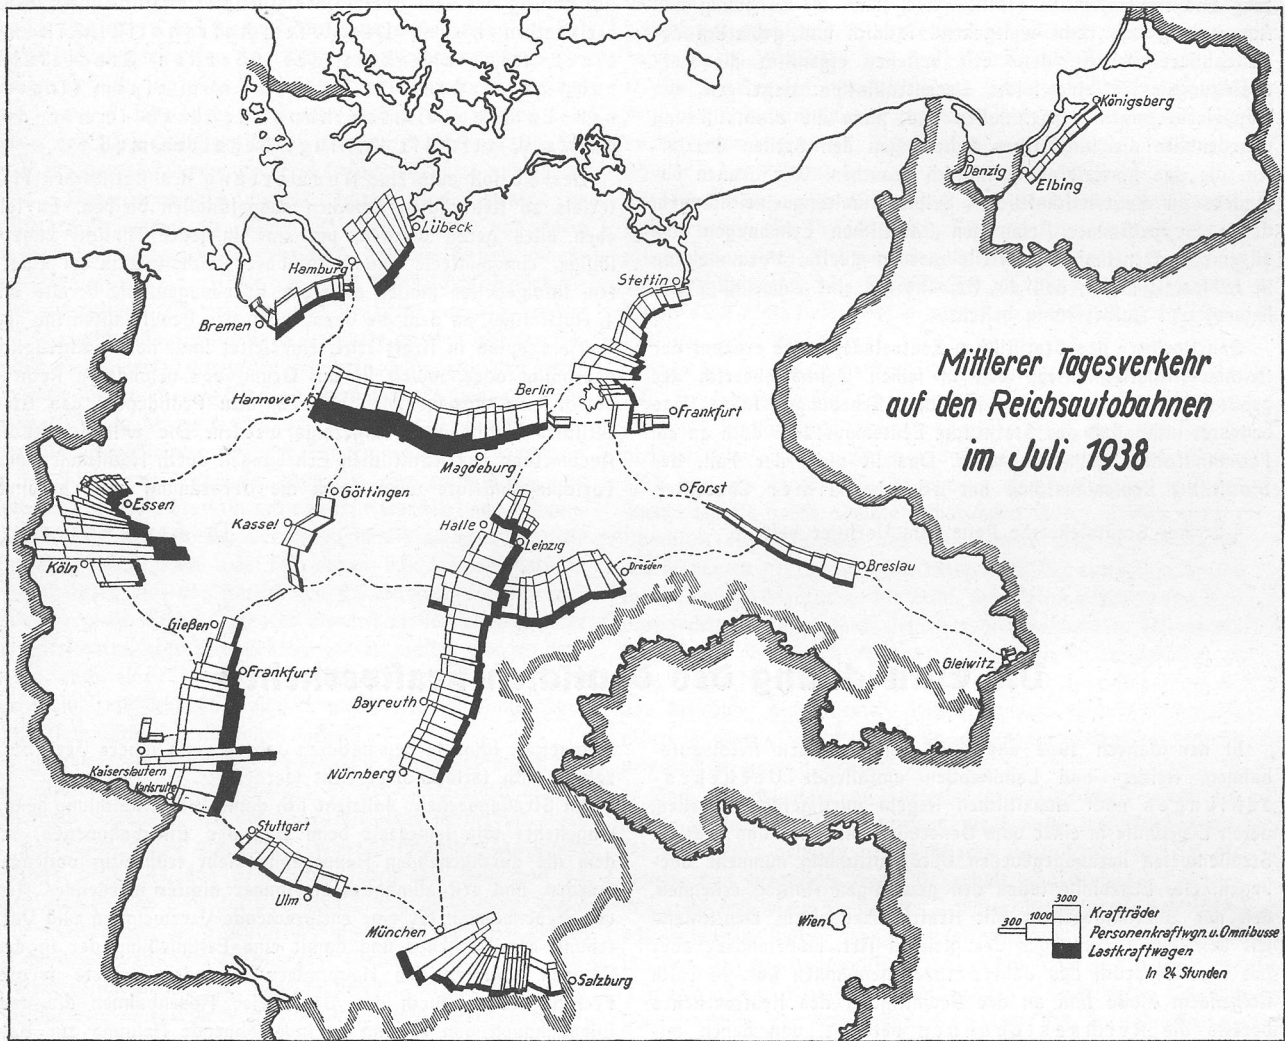 Königsberg
Danzig
Elbing
Lübeck
Hamburg
Stettin
Bremen
Mittlerer Tagesverkehr
auf den Reichsautobahnen
im Juli 1938
Hannover
Berlin
Frankfurt
Magdeburg
Göttingen
Forst
Essen
Kassel
Halle
Leipzig
Köln
Dresden
Breslau
Gießen
Frankfurt
Gleiwitz
Bayreuth
Kaiserslautern
Nürnberg
Karlsruhe
Stuttgart
Ulm
München
Wien
Salzburg
300 1000 3000
Krafträder
Personenkraftwgn. u. Omnibusse
Lastkraftwagen
In 24 Stunden